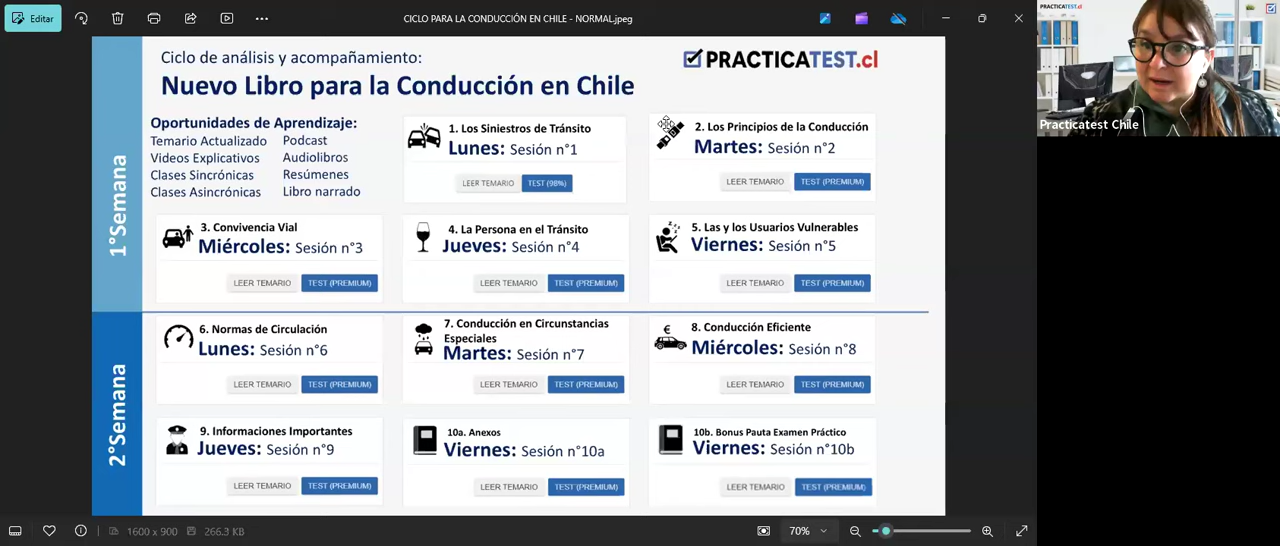 Editar
CICLO PARA LA CONDUCCIÓN EN CHILE - NORMAL.jpeg
PRACTICATEST.cl
Practicatest Chile
Ciclo de análisis y acompañamiento:
Nuevo Libro para la Conducción en Chile
PRACTICATEST.cl
1°Semana
Oportunidades de Aprendizaje:
Temario Actualizado
Videos Explicativos
Clases Sincrónicas
Clases Asincrónicas
Podcast
Audiolibros
Resúmenes
Libro narrado
1. Los Siniestros de Tránsito
Lunes: Sesión n°1
LEER TEMARIO TEST (98%)
2. Los Principios de la Conducción
Martes: Sesión n°2
LEER TEMARIO TEST (PREMIUM)
3. Convivencia Vial
Miércoles: Sesión n°3
LEER TEMARIO TEST (PREMIUM)
4. La Persona en el Tránsito
Jueves: Sesión n°4
LEER TEMARIO TEST (PREMIUM)
5. Las y los Usuarios Vulnerables
Viernes: Sesión n°5
LEER TEMARIO TEST (PREMIUM)
2°Semana
6. Normas de Circulación
Lunes: Sesión n°6
LEER TEMARIO TEST (PREMIUM)
7. Conducción en Circunstancias
Especiales
Martes: Sesión n°7
LEER TEMARIO TEST (PREMIUM)
8. Conducción Eficiente
Miércoles: Sesión n°8
LEER TEMARIO TEST (PREMIUM)
9. Informaciones Importantes
Jueves: Sesión n°9
LEER TEMARIO TEST (PREMIUM)
10a. Anexos
Viernes: Sesión n°10a
LEER TEMARIO TEST (PREMIUM)
10b. Bonus Pauta Examen Práctico
Viernes: Sesión n°10b
LEER TEMARIO TEST (PREMIUM)
1600 x 900
266.3 KB
70%